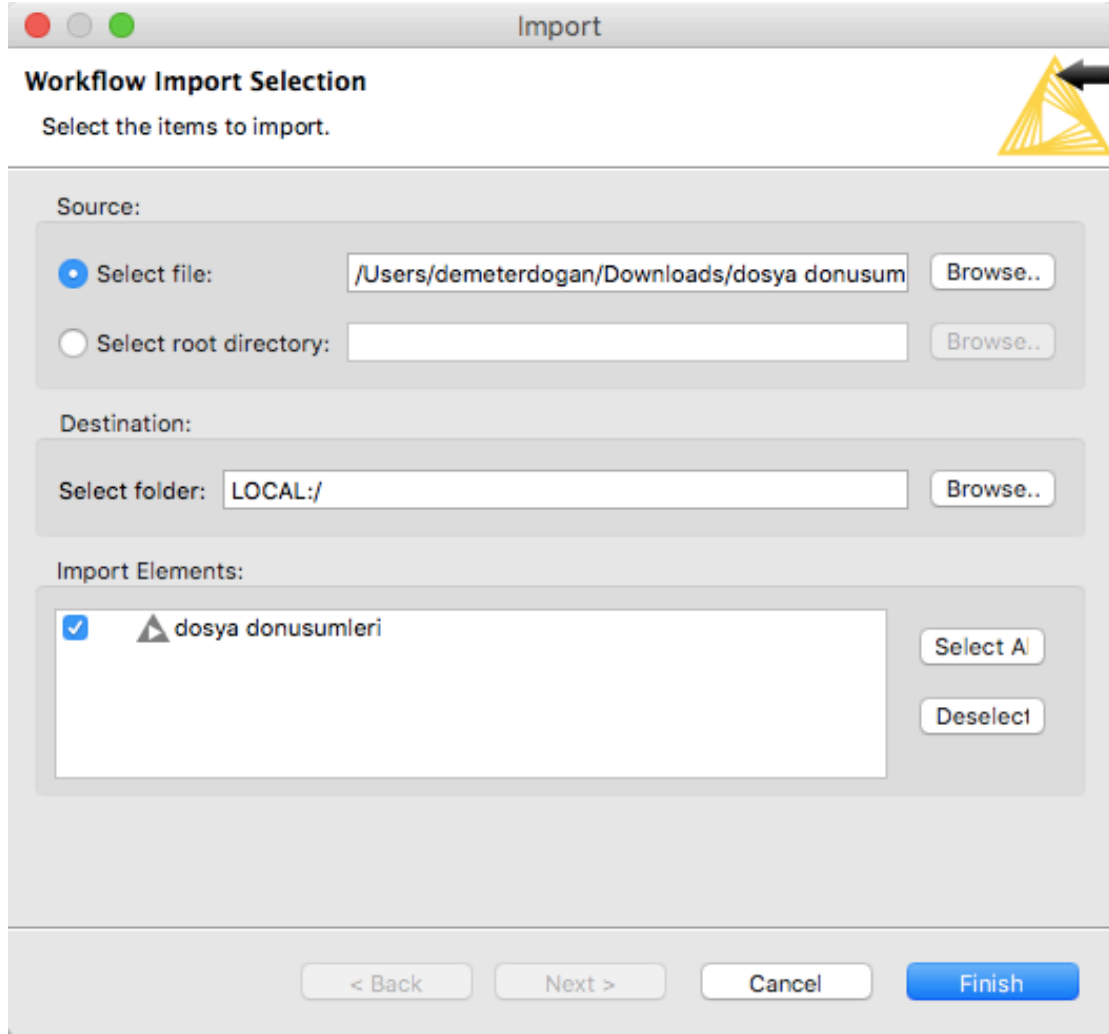 Import
Workflow Import Selection
Select the items to import.
Source:
Select file: /Users/demeterdogan/Downloads/dosya donusum Browse..
Select root directory: Browse..
Destination:
Select folder: LOCAL:/ Browse..
Import Elements:
dosya donusumleri
Select Al
Deselect
< Back Next > Cancel Finish